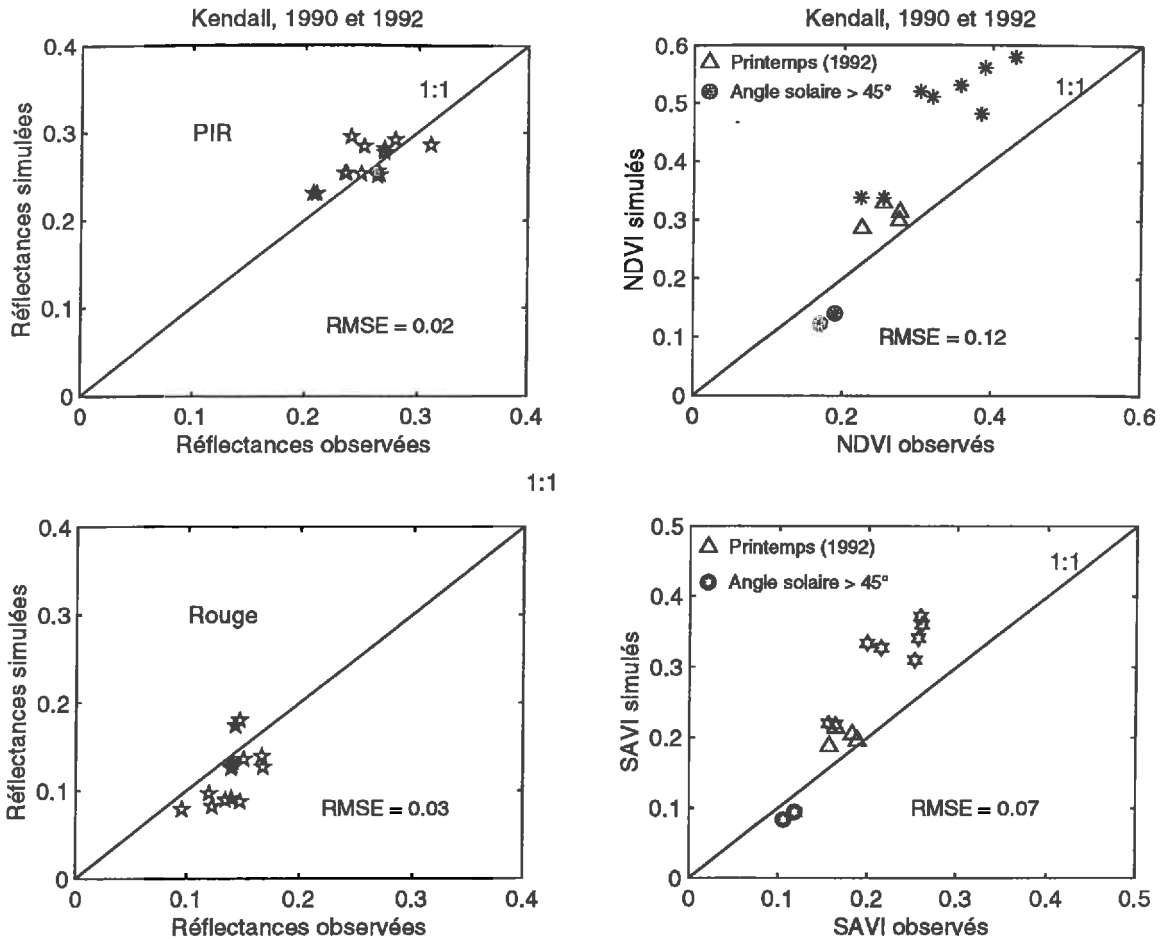 Kendall, 1990 et 1992
0.4
0.3
0.2
0.1
0
Réflectances simulées
PIR
1:1
RMSE = 0.02
0
0.1
0.2
0.3
0.4
Réflectances observées
Kendall, 1990 et 1992
0.6
0.5
0.4
0.3
0.2
0.1
0
NDVI simulés
Printemps (1992)
Angle solaire > 45°
1:1
RMSE = 0.12
0
0.2
0.4
0.6
NDVI observés
1:1
0.4
0.3
0.2
0.1
0
Réflectances simulées
Rouge
RMSE = 0.03
0
0.1
0.2
0.3
0.4
Réflectances observées
0.5
0.4
0.3
0.2
0.1
0
SAVI simulés
Printemps (1992)
Angle solaire > 45°
1:1
RMSE = 0.07
0
0.1
0.2
0.3
0.4
0.5
SAVI observés